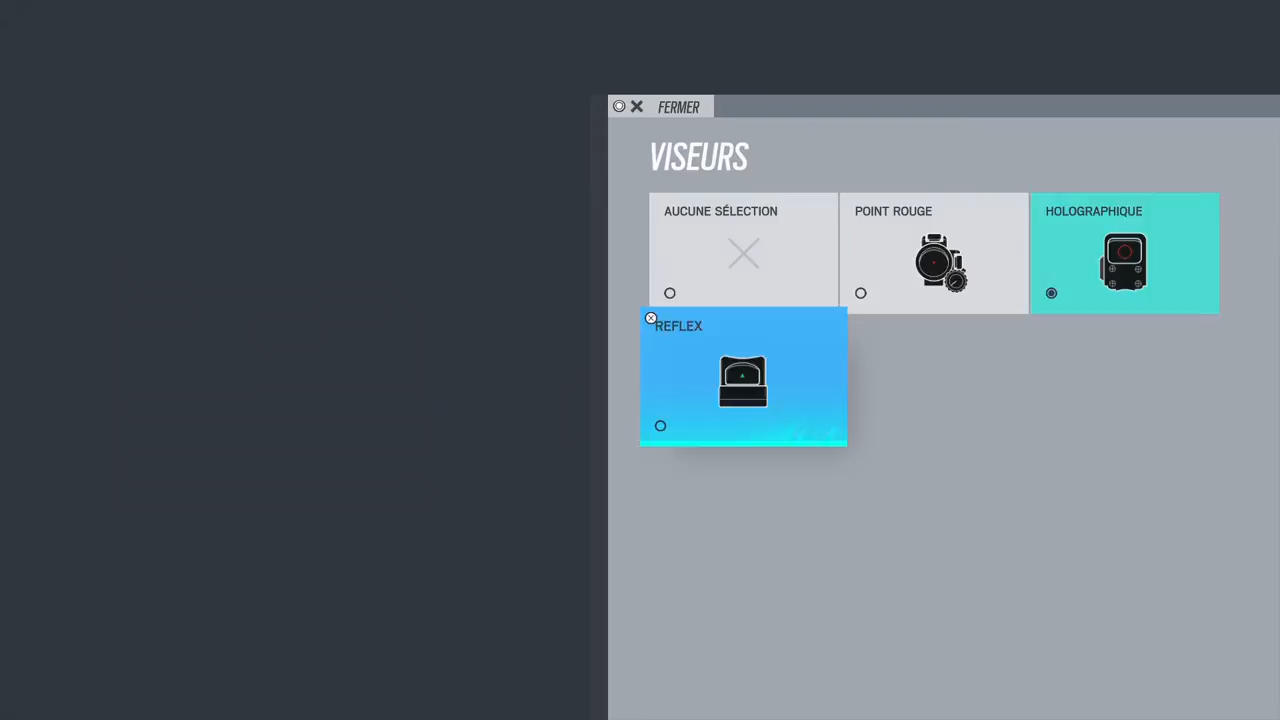 FERMER
VISEURS
AUCUNE SÉLECTION
POINT ROUGE
HOLOGRAPHIQUE
REFLEX